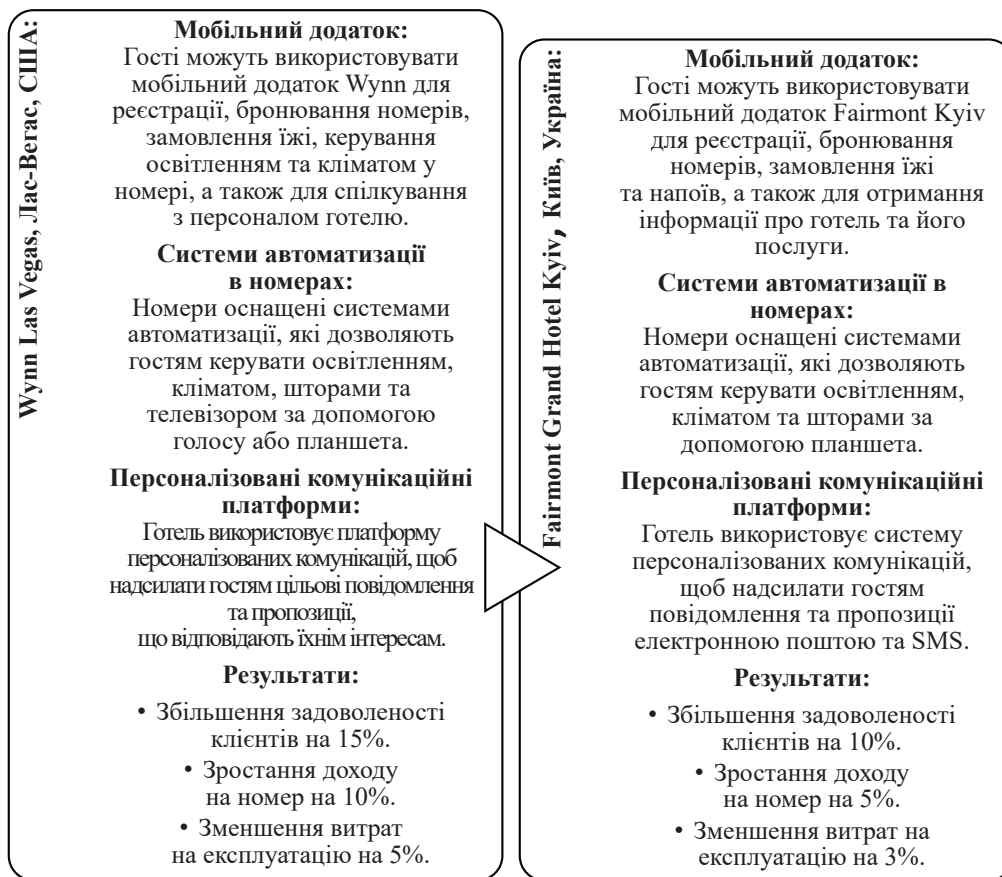 Wynn Las Vegas, Лас-Вегас, США:
Мобільний додаток:
Гості можуть використовувати
мобільний додаток Wynn для
реєстрації, бронювання номерів,
замовлення їжі, керування
освітленням та кліматом у
номері, а також для спілкування
з персоналом готелю.
Системи автоматизації
в номерах:
Номери оснащені системами
автоматизації, які дозволяють
гостям керувати освітленням,
кліматом, шторами та
телевізором за допомогою
голосу або планшета.
Персоналізовані комунікаційні
платформи:
Готель використовує платформу
персоналізованих комунікацій, щоб
надсилати гостям цільові повідомлення
та пропозиції,
що відповідають їхнім інтересам.
Результати:
• Збільшення задоволеності
клієнтів на 15%.
• Зростання доходу
на номер на 10%.
• Зменшення витрат
на експлуатацію на 5%.
Fairmont Grand Hotel Kyiv, Київ, Україна:
Мобільний додаток:
Гості можуть використовувати
мобільний додаток Fairmont Kyiv
для реєстрації, бронювання
номерів, замовлення їжі
та напоїв, а також для отримання
інформації про готель та його
послуги.
Системи автоматизації в
номерах:
Номери оснащені системами
автоматизації, які дозволяють
гостям керувати освітленням,
кліматом та шторами за
допомогою планшета.
Персоналізовані комунікаційні
платформи:
Готель використовує систему
персоналізованих комунікацій,
щоб надсилати гостям
повідомлення та пропозиції
електронною поштою та SMS.
Результати:
• Збільшення задоволеності
клієнтів на 10%.
• Зростання доходу
на номер на 5%.
• Зменшення витрат на
експлуатацію на 3%.